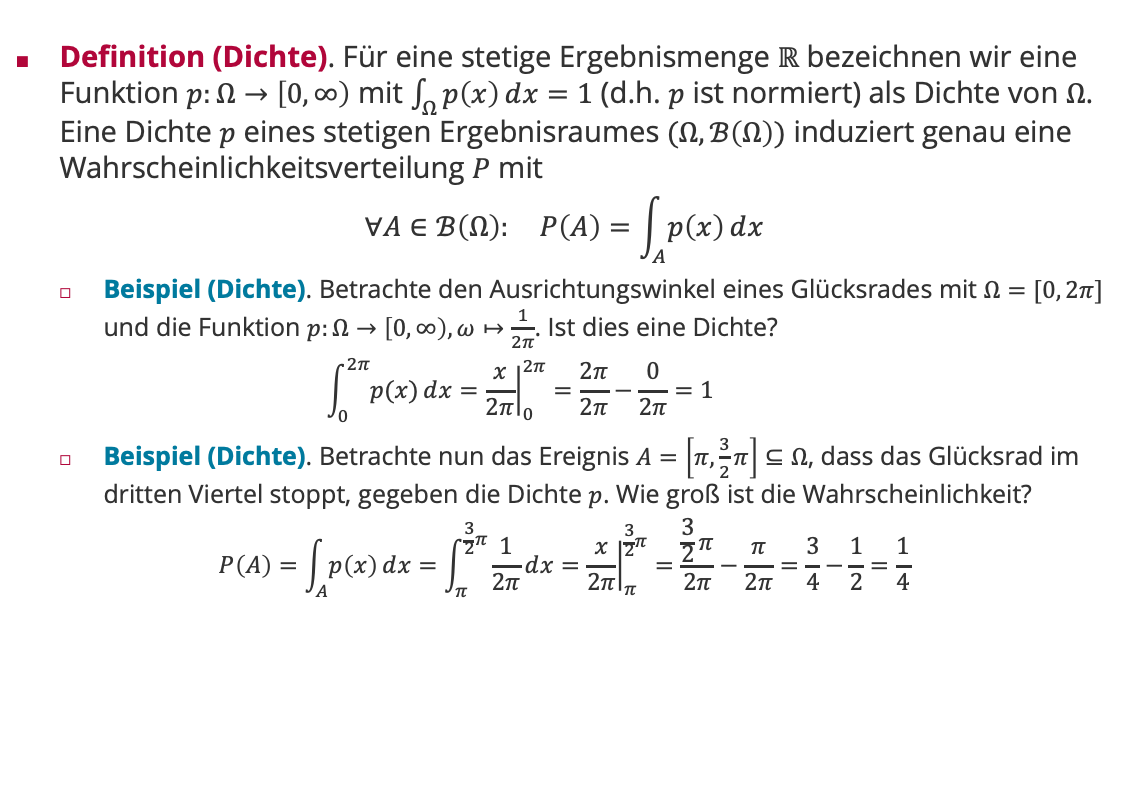 Definition (Dichte). Für eine stetige Ergebnismenge ℝ bezeichnen wir eine
Funktion p: Ω → [0, ∞) mit ∫_Ω p(x) dx = 1 (d.h. p ist normiert) als Dichte von Ω.
Eine Dichte p eines stetigen Ergebnisraumes (Ω, ℬ(Ω)) induziert genau eine
Wahrscheinlichkeitsverteilung P mit
∀A ∈ ℬ(Ω): P(A) = ∫_A p(x) dx
Beispiel (Dichte). Betrachte den Ausrichtungswinkel eines Glücksrades mit Ω = [0, 2π]
und die Funktion p: Ω → [0, ∞), ω ↦ 1/2π. Ist dies eine Dichte?
∫_0^2π p(x) dx = x/2π |_0^2π = 2π/2π − 0/2π = 1
Beispiel (Dichte). Betrachte nun das Ereignis A = [π, 3/2 π] ⊆ Ω, dass das Glücksrad im
dritten Viertel stoppt, gegeben die Dichte p. Wie groß ist die Wahrscheinlichkeit?
P(A) = ∫_A p(x) dx = ∫_π^{3/2 π} 1/2π dx = x/2π |_π^{3/2 π} = (3/2 π)/2π − π/2π = 3/4 − 1/2 = 1/4